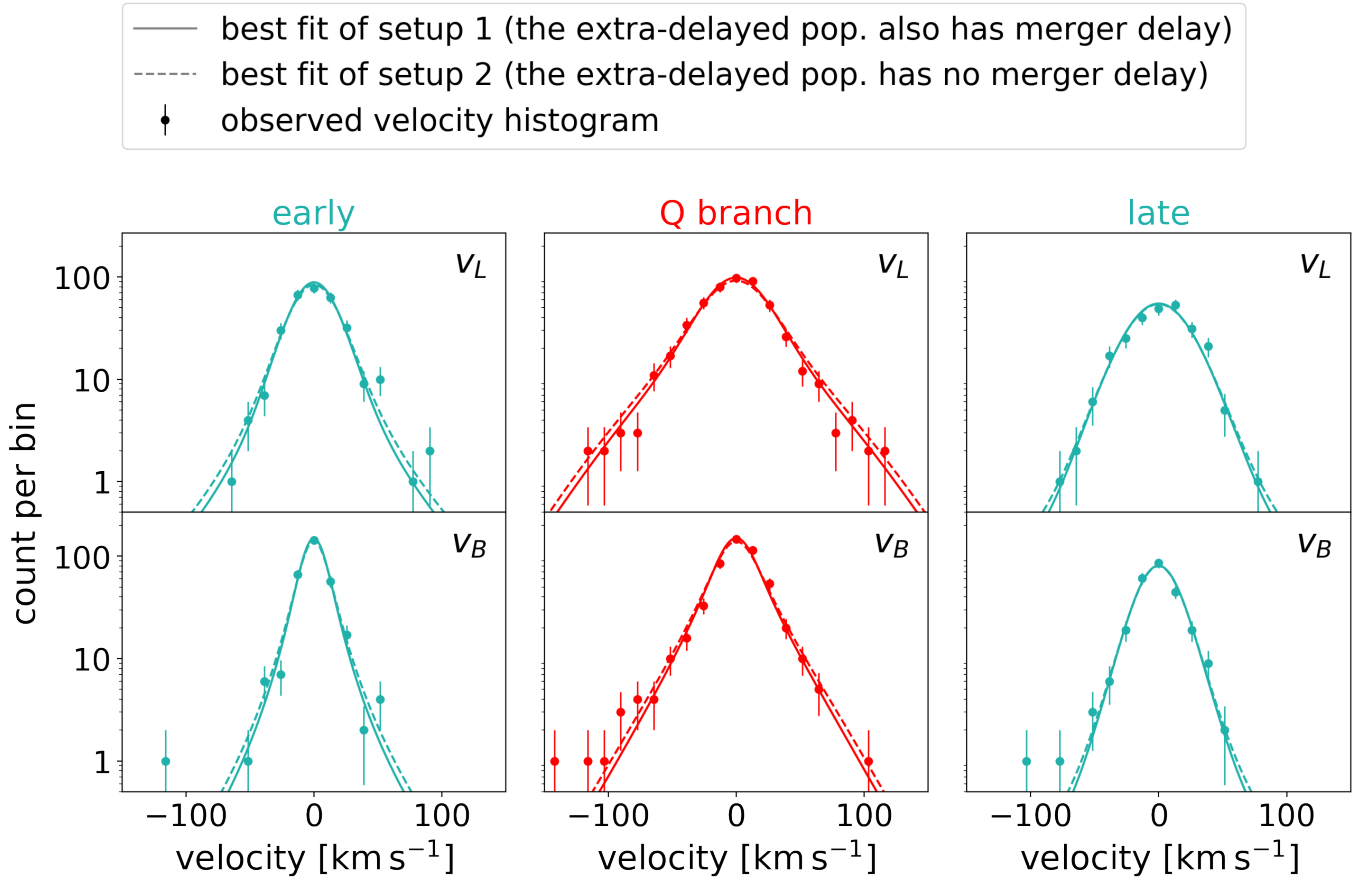 best fit of setup 1 (the extra-delayed pop. also has merger delay)
best fit of setup 2 (the extra-delayed pop. has no merger delay)
observed velocity histogram
early
Q branch
late
v_L
v_L
v_L
100
10
1
v_B
v_B
v_B
100
10
1
count per bin
−100 0 100
−100 0 100
−100 0 100
velocity [km s⁻¹]
velocity [km s⁻¹]
velocity [km s⁻¹]